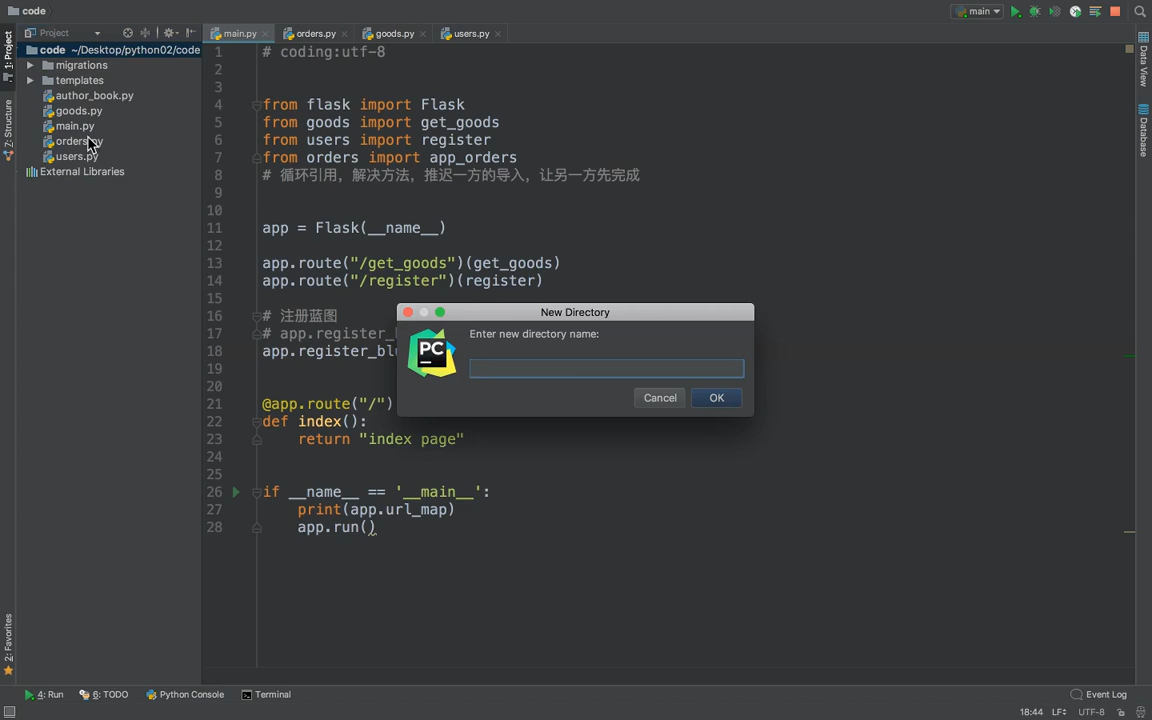 code
main
Project
main.py
orders.py
goods.py
users.py
1: Project
Z: Structure
2: Favorites
code ~/Desktop/python02/code
migrations
templates
author_book.py
goods.py
main.py
orders.py
users.py
External Libraries
1 # coding:utf-8
2
3
4 from flask import Flask
5 from goods import get_goods
6 from users import register
7 from orders import app_orders
8 # 循环引用，解决方法，推迟一方的导入，让另一方先完成
9
10
11 app = Flask(__name__)
12
13 app.route("/get_goods")(get_goods)
14 app.route("/register")(register)
15
16 # 注册蓝图
17 # app.register_
18 app.register_bl
19
20
21 @app.route("/")
22 def index():
23 return "index page"
24
25
26 if __name__ == '__main__':
27 print(app.url_map)
28 app.run()
New Directory
PC
Enter new directory name:
Cancel
OK
Data View
Database
4: Run
6: TODO
Python Console
Terminal
Event Log
18:44
LF
UTF-8